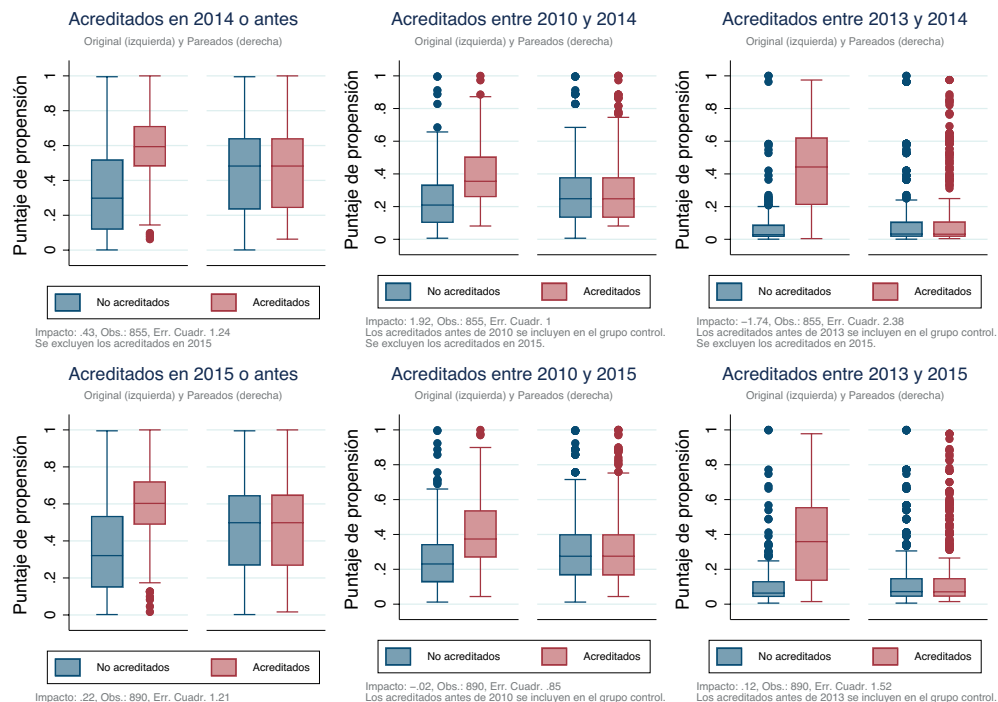 Acreditados en 2014 o antes
Original (izquierda) y Pareados (derecha)
Puntaje de propensión
1
.8
.6
.4
.2
0
No acreditados
Acreditados
Impacto: .43, Obs.: 855, Err. Cuadr. 1.24
Se excluyen los acreditados en 2015
Acreditados entre 2010 y 2014
Original (izquierda) y Pareados (derecha)
Puntaje de propensión
1
.8
.6
.4
.2
0
No acreditados
Acreditados
Impacto: 1.92, Obs.: 855, Err. Cuadr. 1
Los acreditados antes de 2010 se incluyen en el grupo control.
Se excluyen los acreditados en 2015.
Acreditados entre 2013 y 2014
Original (izquierda) y Pareados (derecha)
Puntaje de propensión
1
.8
.6
.4
.2
0
No acreditados
Acreditados
Impacto: −1.74, Obs.: 855, Err. Cuadr. 2.38
Los acreditados antes de 2013 se incluyen en el grupo control.
Se excluyen los acreditados en 2015.
Acreditados en 2015 o antes
Original (izquierda) y Pareados (derecha)
Puntaje de propensión
1
.8
.6
.4
.2
0
No acreditados
Acreditados
Impacto: .22, Obs.: 890, Err. Cuadr. 1.21
Acreditados entre 2010 y 2015
Original (izquierda) y Pareados (derecha)
Puntaje de propensión
1
.8
.6
.4
.2
0
No acreditados
Acreditados
Impacto: −.02, Obs.: 890, Err. Cuadr. .85
Los acreditados antes de 2010 se incluyen en el grupo control.
Acreditados entre 2013 y 2015
Original (izquierda) y Pareados (derecha)
Puntaje de propensión
1
.8
.6
.4
.2
0
No acreditados
Acreditados
Impacto: .12, Obs.: 890, Err. Cuadr. 1.52
Los acreditados antes de 2013 se incluyen en el grupo control.